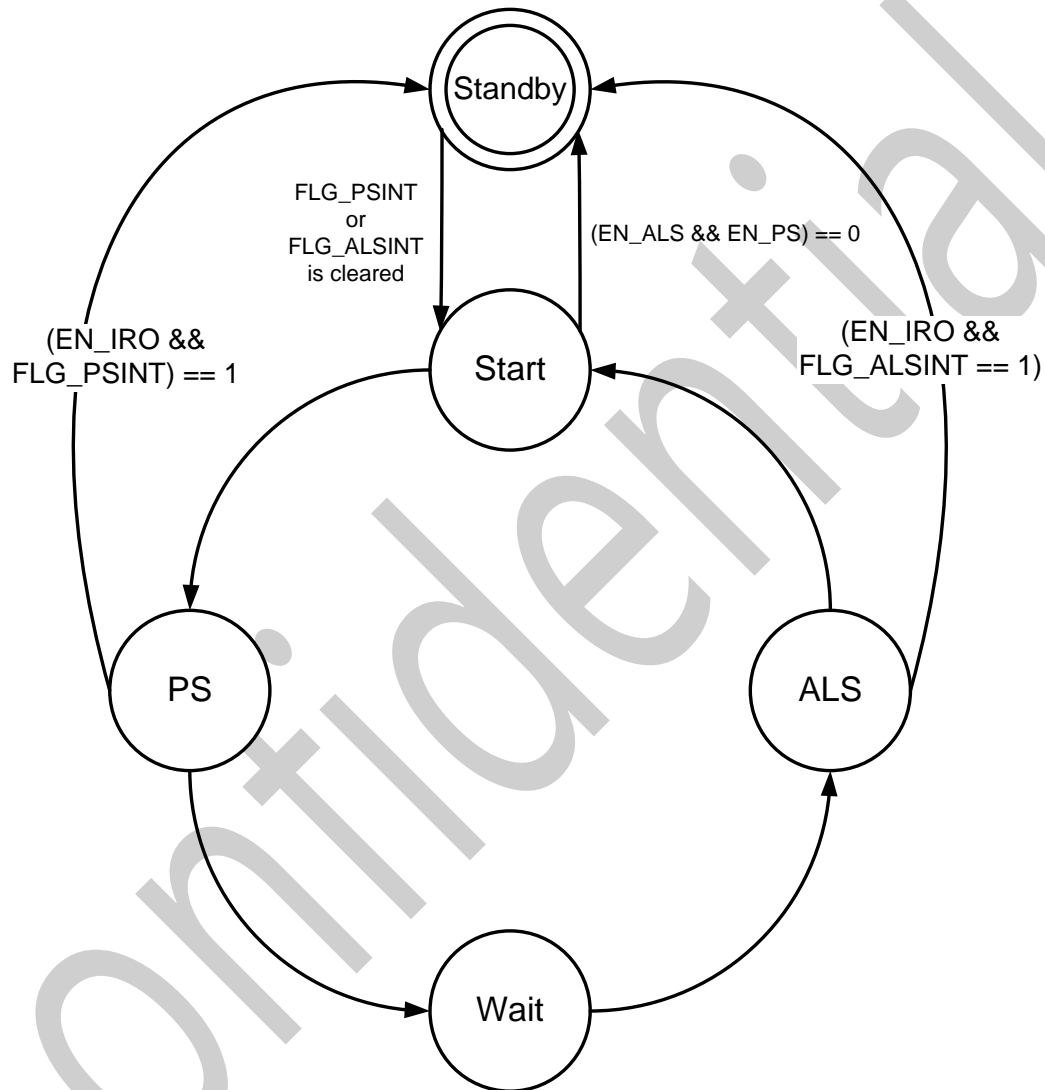 Standby
FLG_PSINT
or
FLG_ALSINT
is cleared
(EN_ALS && EN_PS) == 0
(EN_IRO &&
FLG_PSINT) == 1
Start
(EN_IRO &&
FLG_ALSINT == 1)
PS
ALS
Wait
onfidential